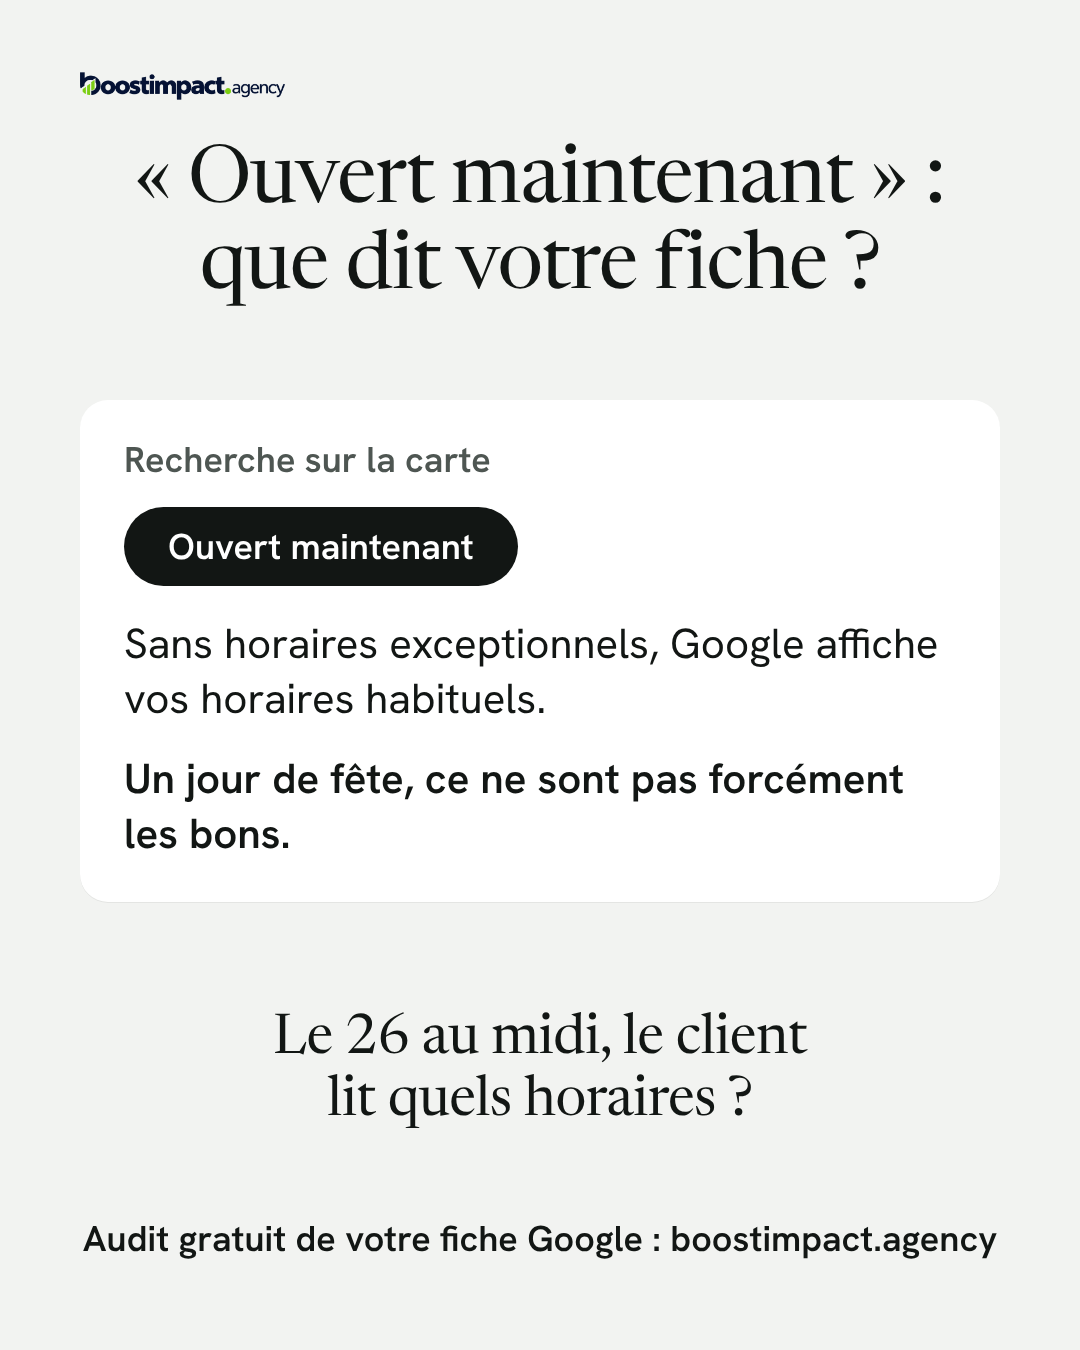 boostimpact.agency
« Ouvert maintenant » :
que dit votre fiche ?
Recherche sur la carte
Ouvert maintenant
Sans horaires exceptionnels, Google affiche
vos horaires habituels.
Un jour de fête, ce ne sont pas forcément
les bons.
Le 26 au midi, le client
lit quels horaires ?
Audit gratuit de votre fiche Google : boostimpact.agency